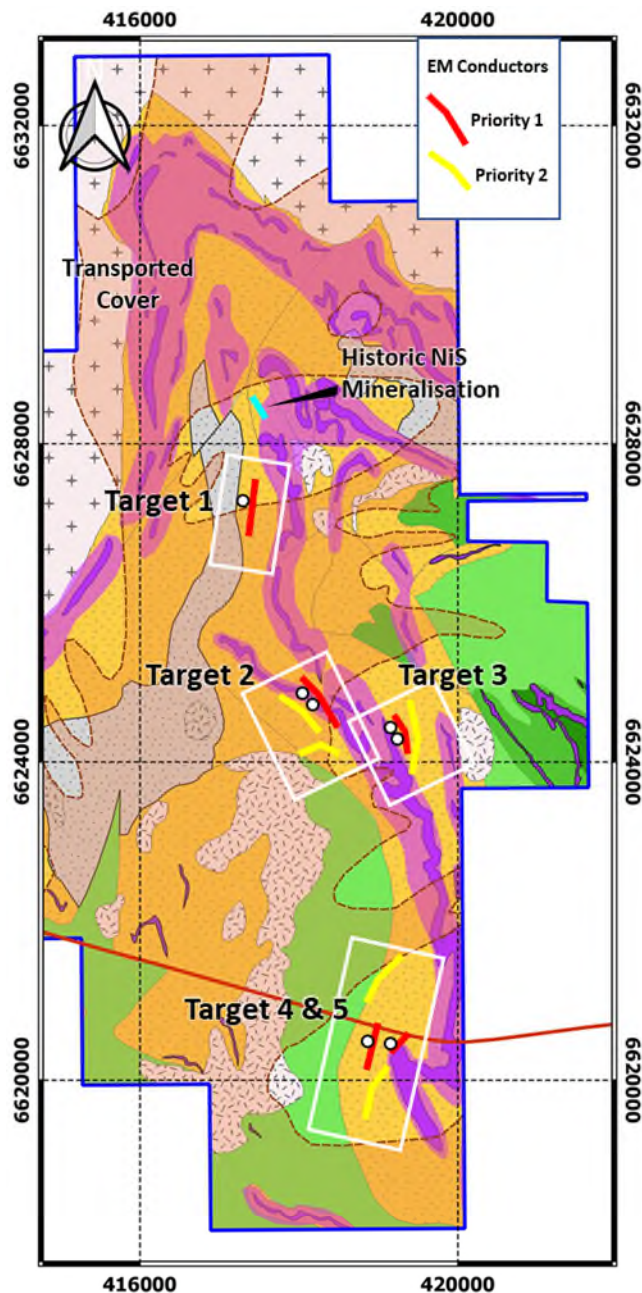 416000
420000
EM Conductors
Priority 1
Priority 2
6632000
6632000
Transported
Cover
Historic NiS
Mineralisation
6628000
6628000
Target 1
Target 2
Target 3
6624000
6624000
Target 4 & 5
6620000
6620000
416000
420000